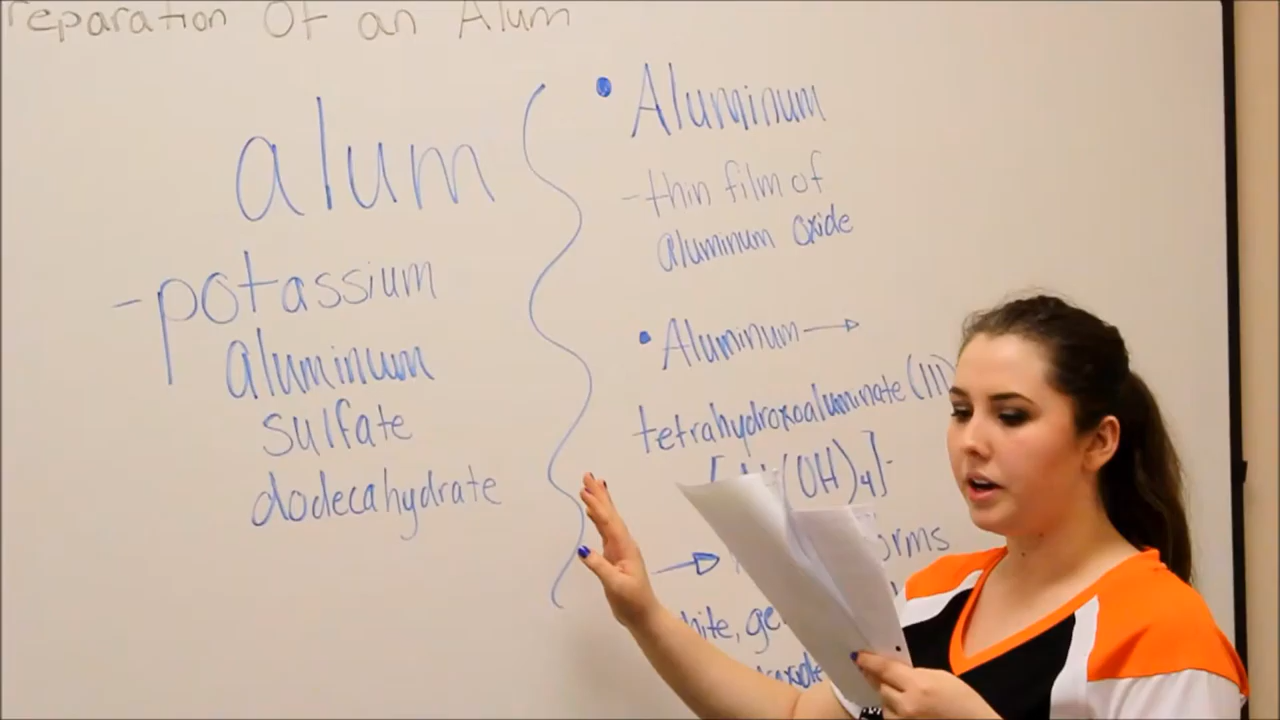 reparation Of an Alum
alum
-potassium
aluminum
sulfate
dodecahydrate
• Aluminum
-thin film of
aluminum oxide
• Aluminum →
tetrahydroxoaluminate (III)
(OH)4]-
→